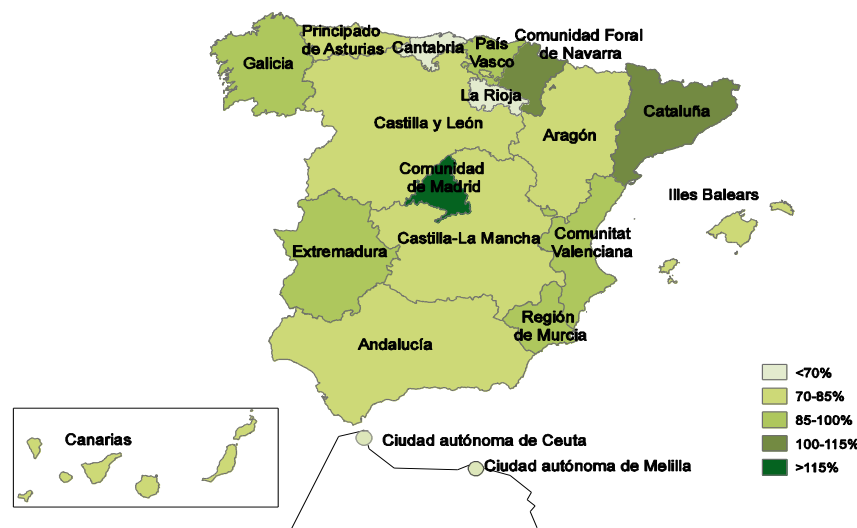 Principado
de Asturias
Cantabria
País
Vasco
Comunidad Foral
de Navarra
Galicia
La Rioja
Castilla y León
Aragón
Cataluña
Comunidad
de Madrid
Illes Balears
Extremadura
Castilla-La Mancha
Comunitat
Valenciana
Región
de Murcia
Andalucía
Canarias
Ciudad autónoma de Ceuta
Ciudad autónoma de Melilla
<70%
70-85%
85-100%
100-115%
>115%